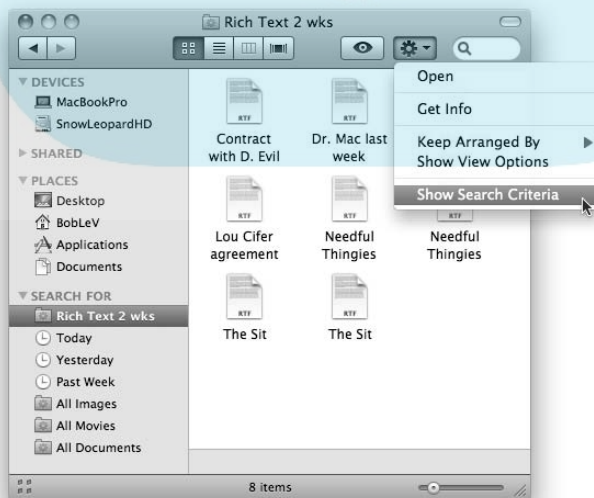 Rich Text 2 wks
DEVICES
MacBookPro
SnowLeopardHD
SHARED
PLACES
Desktop
BobLeV
Applications
Documents
SEARCH FOR
Rich Text 2 wks
Today
Yesterday
Past Week
All Images
All Movies
All Documents
RTF
RTF
Contract
with D. Evil
Dr. Mac last
week
RTF
RTF
RTF
Lou Cifer
agreement
Needful
Thingies
Needful
Thingies
RTF
RTF
The Sit
The Sit
Open
Get Info
Keep Arranged By
Show View Options
Show Search Criteria
8 items